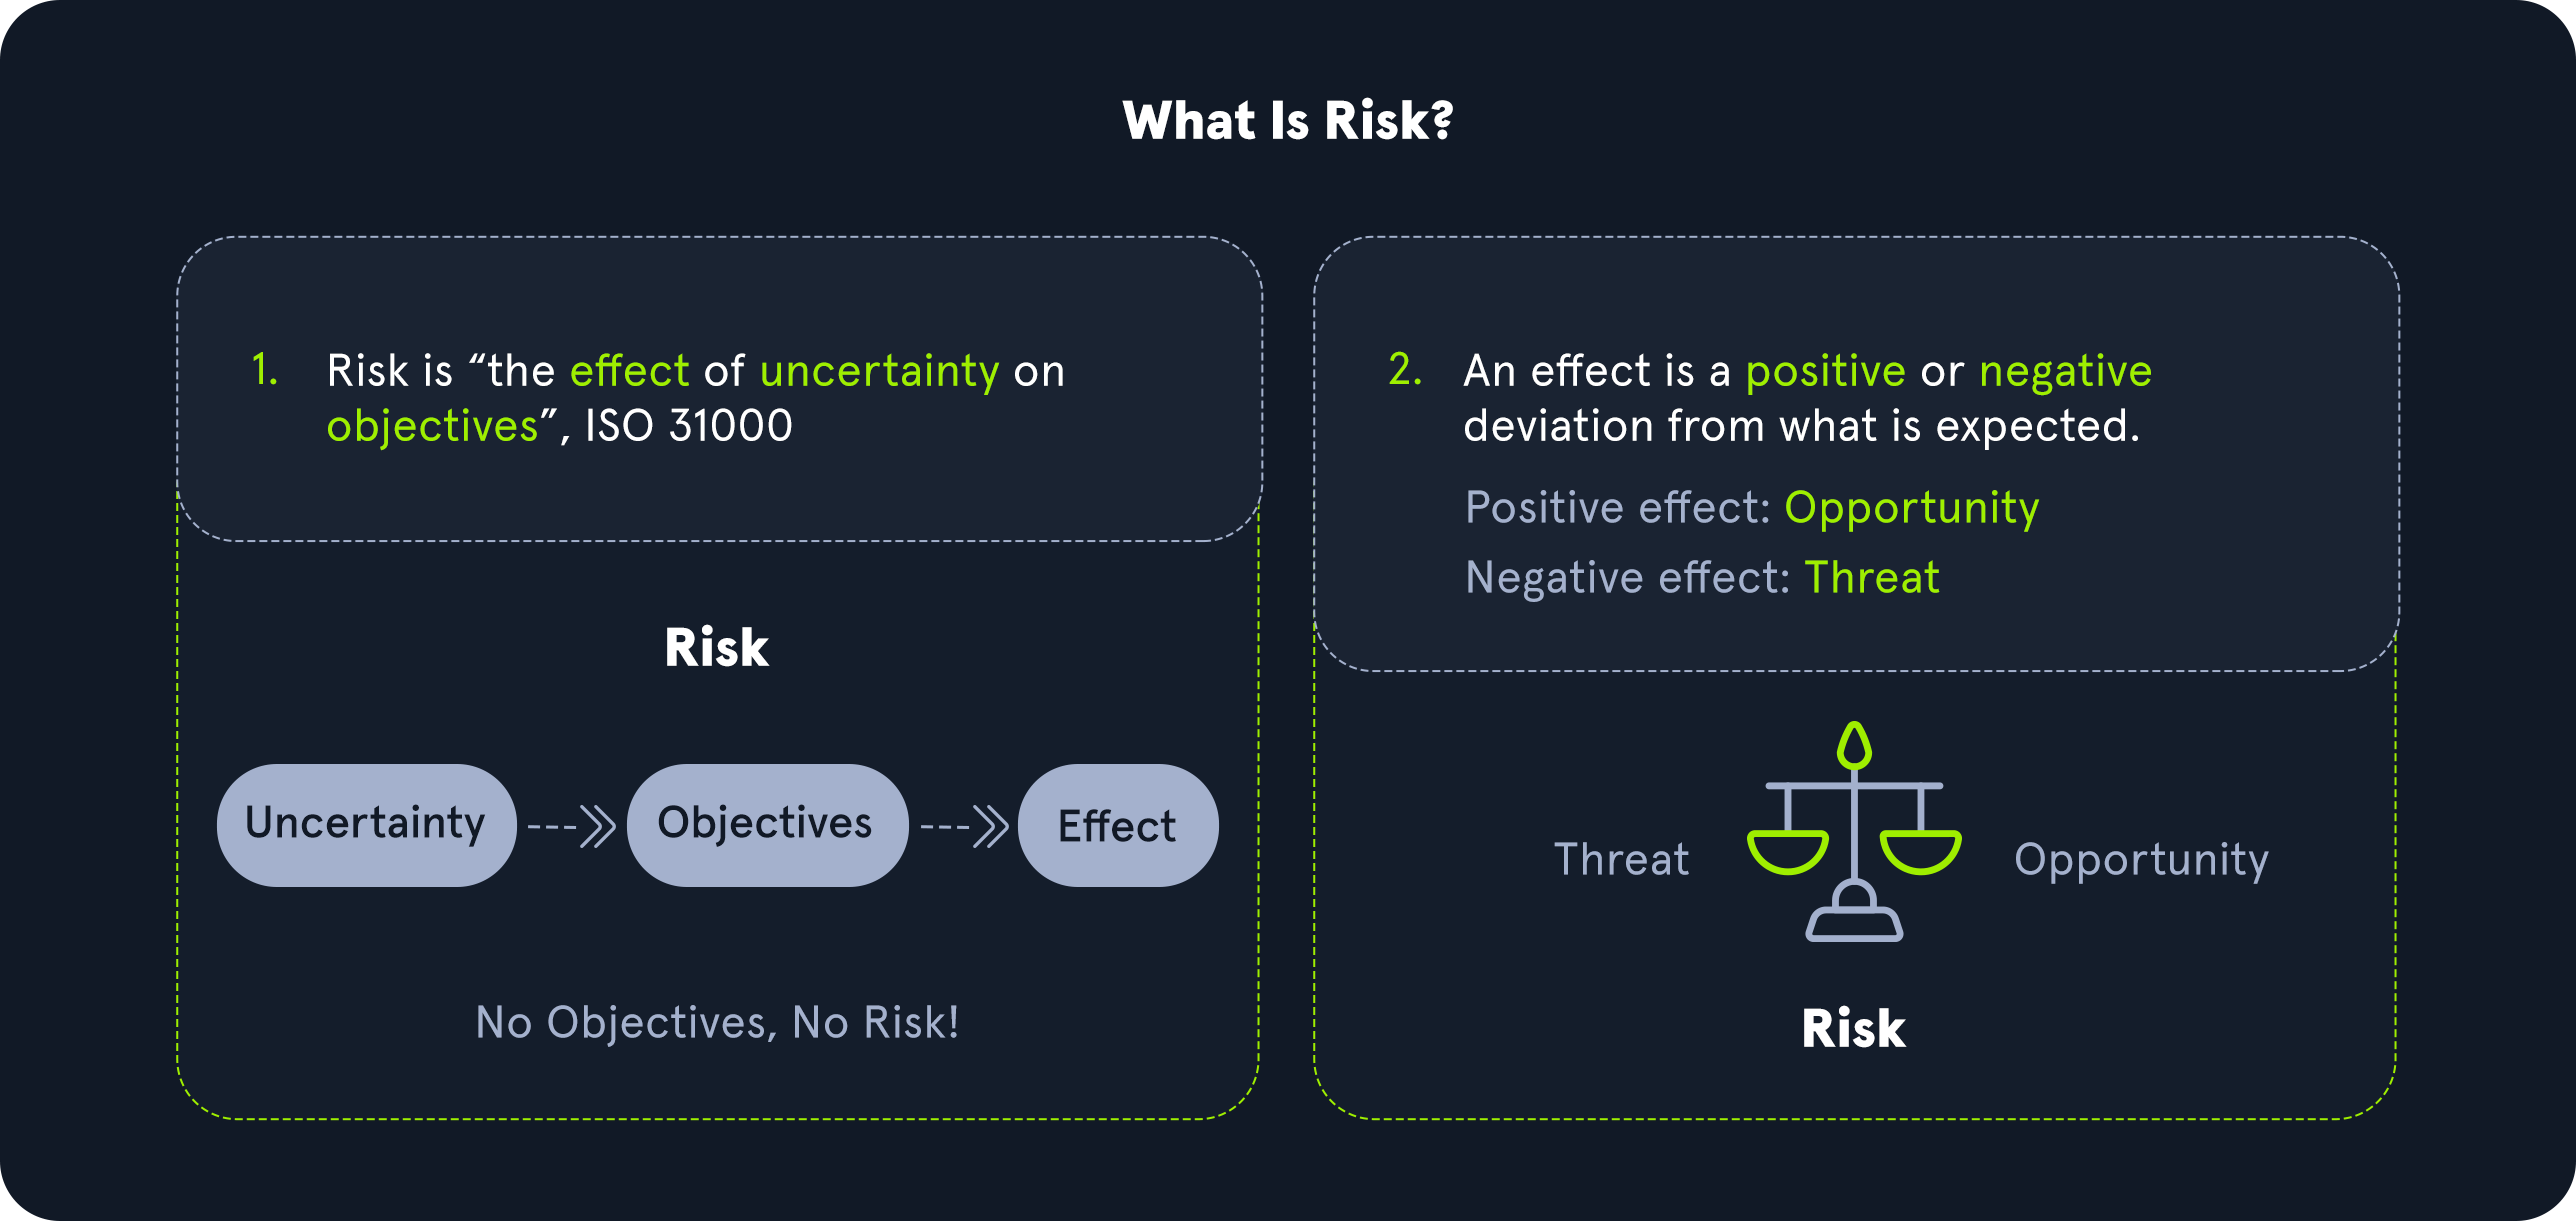 What Is Risk?
1. Risk is “the effect of uncertainty on
objectives”, ISO 31000
Risk
Uncertainty
Objectives
Effect
No Objectives, No Risk!
2. An effect is a positive or negative
deviation from what is expected.
Positive effect: Opportunity
Negative effect: Threat
Threat
Opportunity
Risk